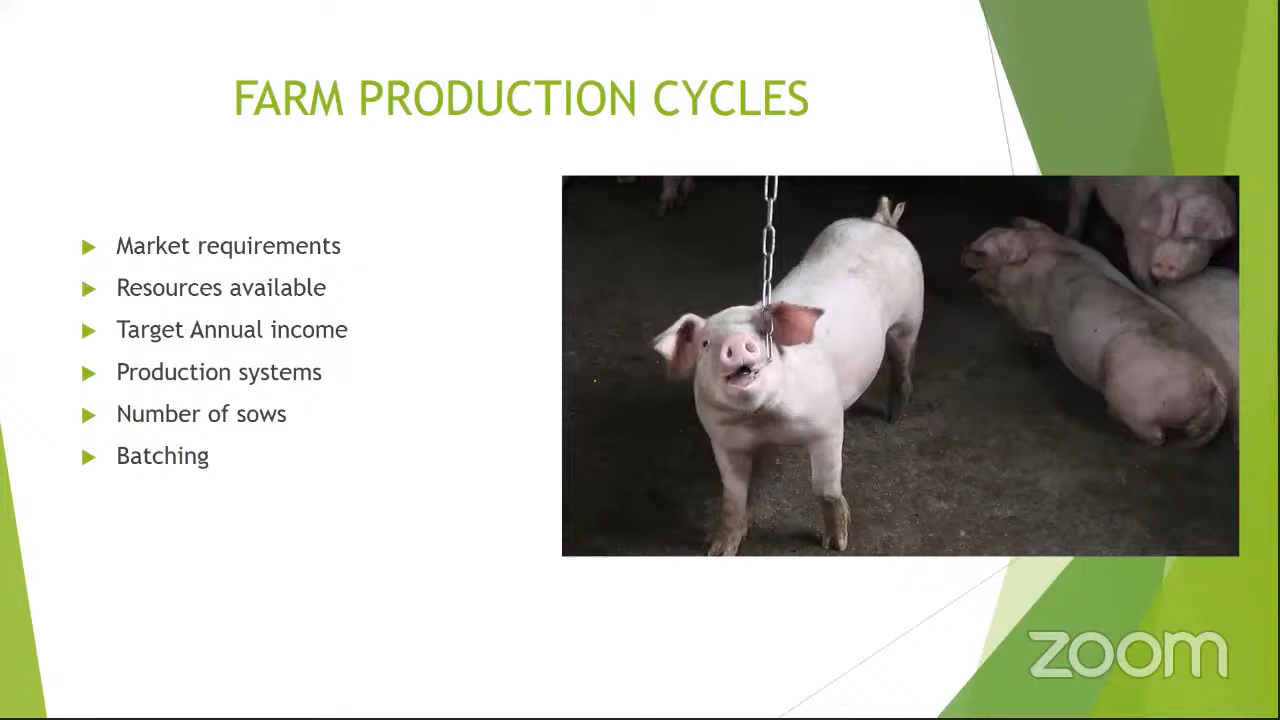 FARM PRODUCTION CYCLES
Market requirements
Resources available
Target Annual income
Production systems
Number of sows
Batching
zoom